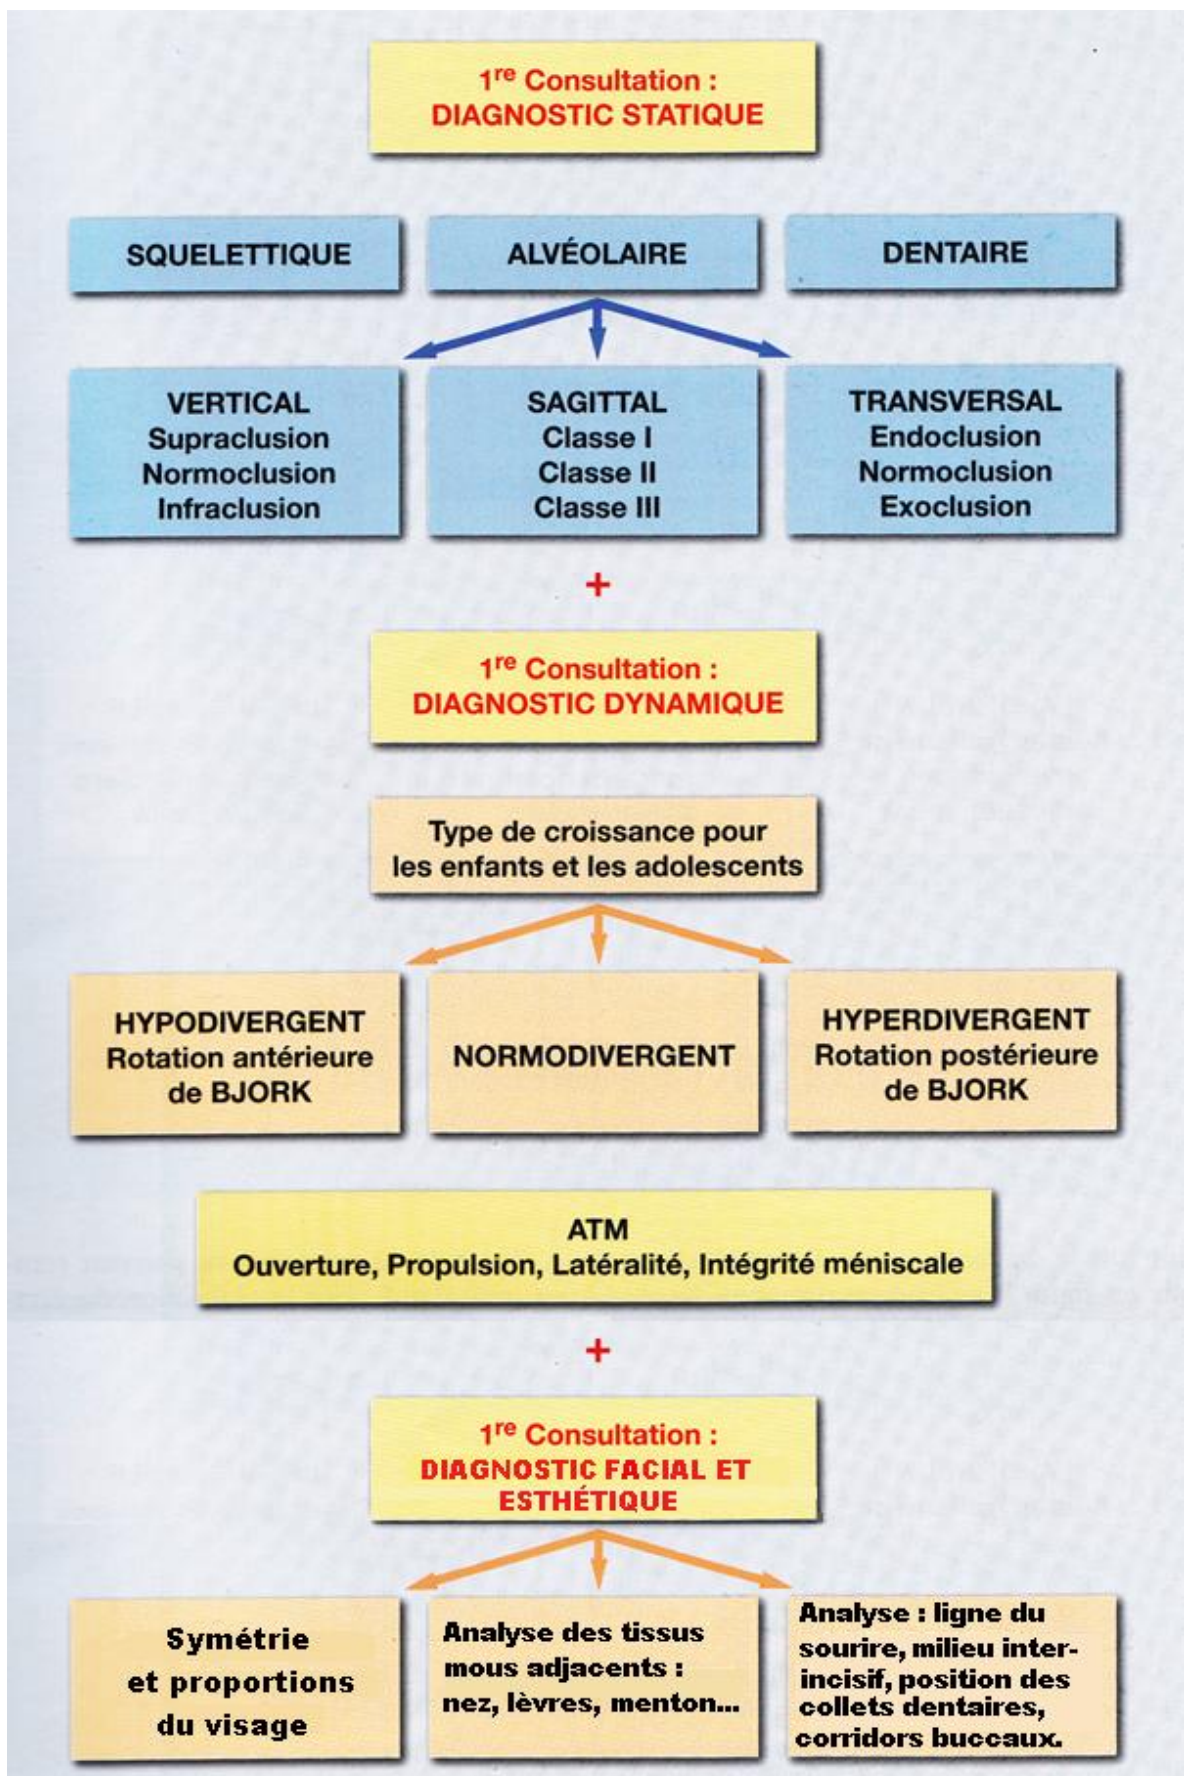 1re Consultation :
DIAGNOSTIC STATIQUE
SQUELETTIQUE
ALVÉOLAIRE
DENTAIRE
VERTICAL
Supraclusion
Normoclusion
Infraclusion
SAGITTAL
Classe I
Classe II
Classe III
TRANSVERSAL
Endoclusion
Normoclusion
Exoclusion
+
1re Consultation :
DIAGNOSTIC DYNAMIQUE
Type de croissance pour
les enfants et les adolescents
HYPODIVERGENT
Rotation antérieure
de BJORK
NORMODIVERGENT
HYPERDIVERGENT
Rotation postérieure
de BJORK
ATM
Ouverture, Propulsion, Latéralité, Intégrité méniscale
+
1re Consultation :
DIAGNOSTIC FACIAL ET
ESTHÉTIQUE
Symétrie
et proportions
du visage
Analyse des tissus
mous adjacents :
nez, lèvres, menton...
Analyse : ligne du
sourire, milieu inter-
incisif, position des
collets dentaires,
corridors buccaux.